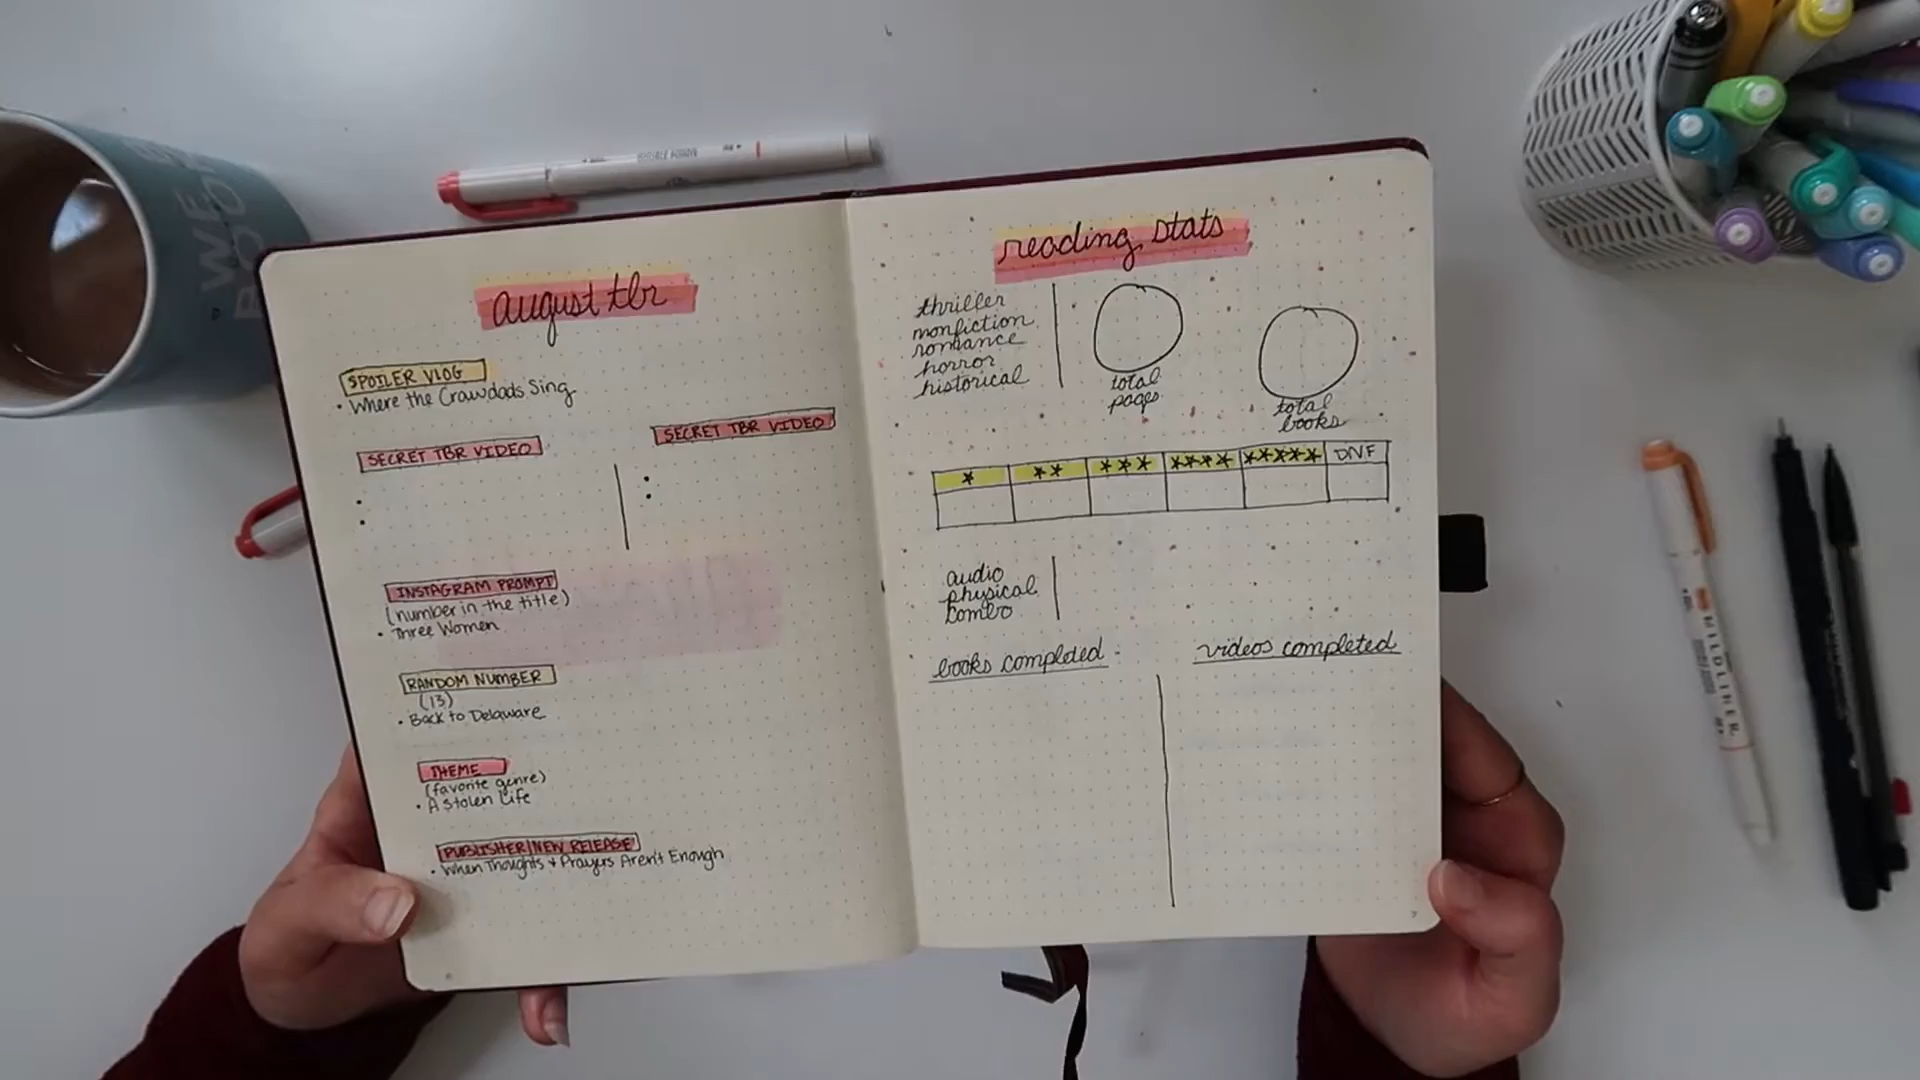 august tbr
SPOILER VLOG
• Where the Crawdads Sing
SECRET TBR VIDEO
SECRET TBR VIDEO
INSTAGRAM PROMPT
(number in the title)
• Three Women
RANDOM NUMBER
(13)
• Back to Delaware
THEME
(favorite genre)
• A Stolen Life
PUBLISHER|NEW RELEASE
• When Thoughts + Prayers Aren't Enough
reading stats
thriller
nonfiction
romance
horror
historical
total
pages
total
books
★ ★★ ★★★ ★★★★ ★★★★★ DNF
audio
physical
combo
books completed
videos completed
MILDLINER